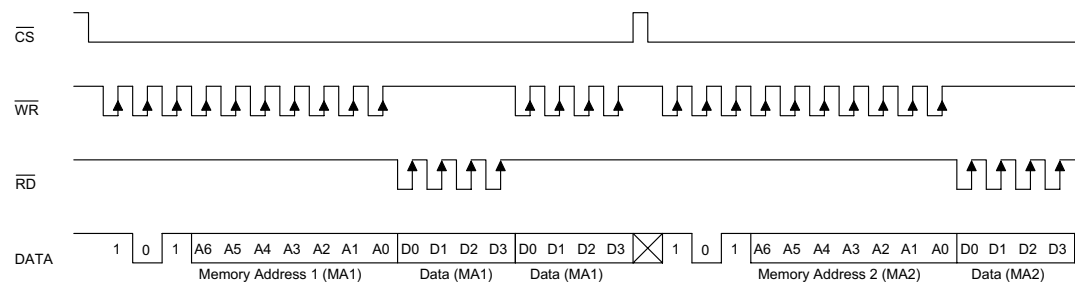 CS
WR
RD
DATA 1 0 1 A6 A5 A4 A3 A2 A1 A0 D0 D1 D2 D3 D0 D1 D2 D3 1 0 1 A6 A5 A4 A3 A2 A1 A0 D0 D1 D2 D3
Memory Address 1 (MA1) Data (MA1) Data (MA1) Memory Address 2 (MA2) Data (MA2)